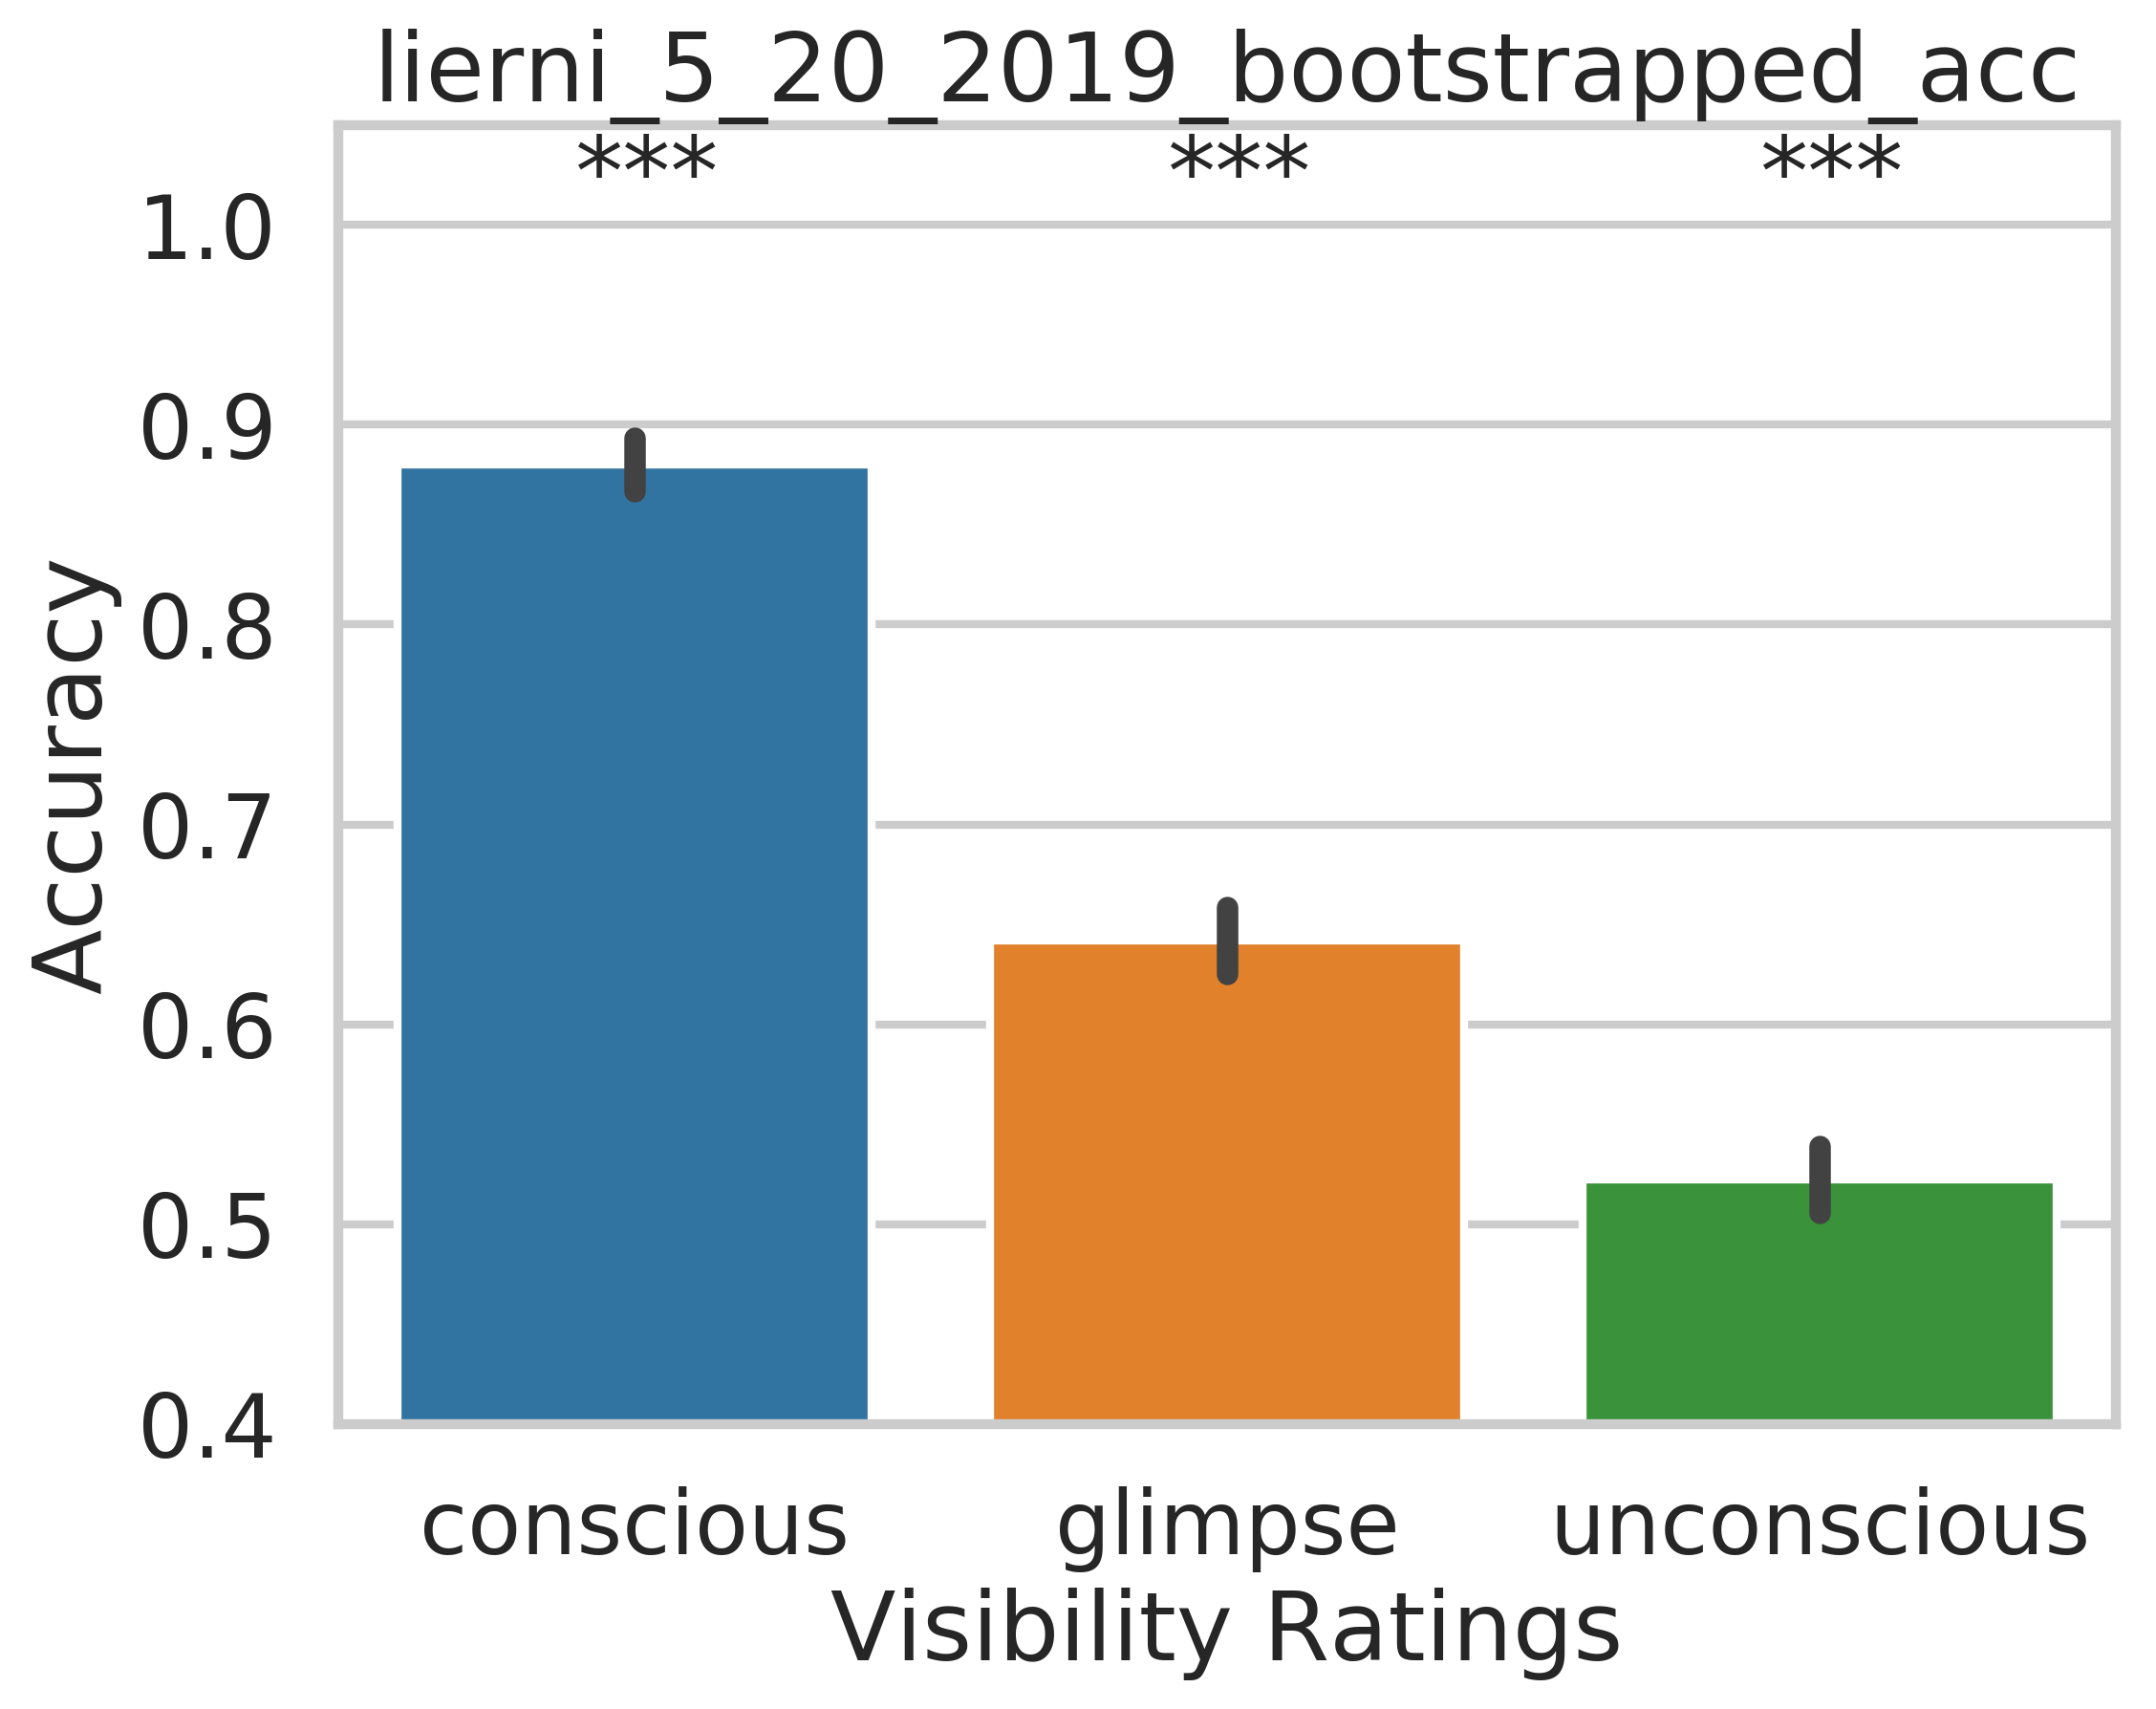 lierni_5_20_2019_bootstrapped_acc
*** *** ***
1.0
0.9
0.8
0.7
0.6
0.5
0.4
Accuracy
conscious glimpse unconscious
Visibility Ratings